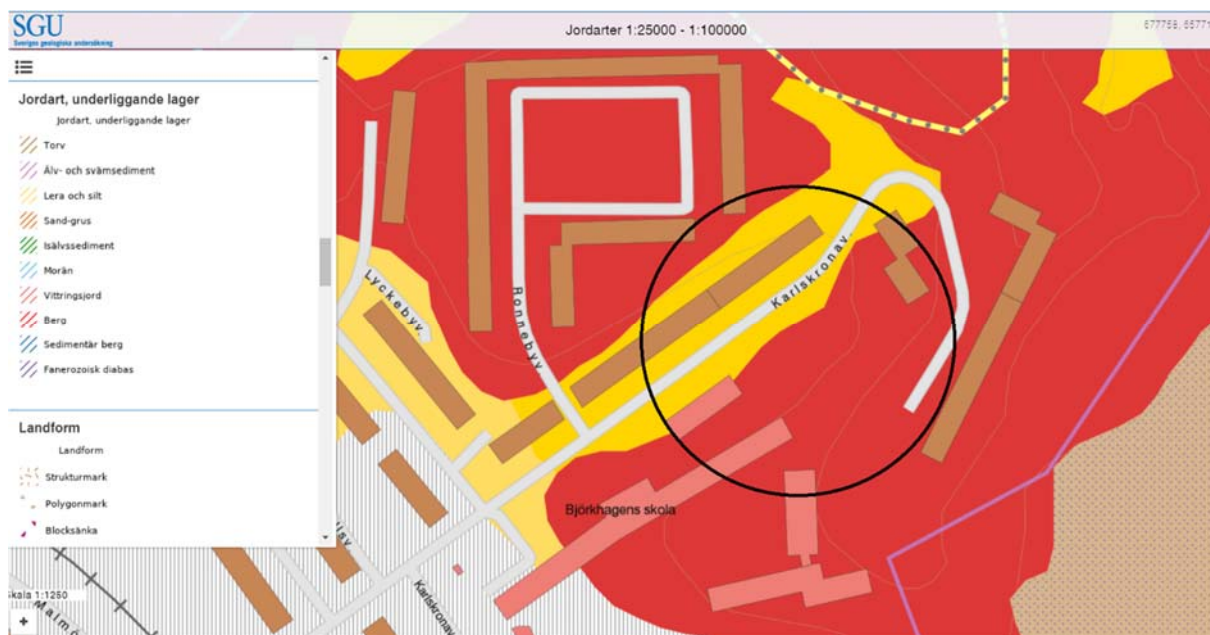 SGU
Sveriges geologiska undersökning
Jordarter 1:25000 - 1:100000
Jordart, underliggande lager
Jordart, underliggande lager
Torv
Älv- och svämsediment
Lera och silt
Sand-grus
Isälvssediment
Morän
Vittringsjord
Berg
Sedimentär berg
Fanerozoisk diabas
Landform
Landform
Strukturmark
Polygonmark
Blocksänka
Skala 1:1250
+
Lyckebyv.
Ronnebyv.
Karlskronav.
Björkhagens skola
Karlskronav.
Malmö